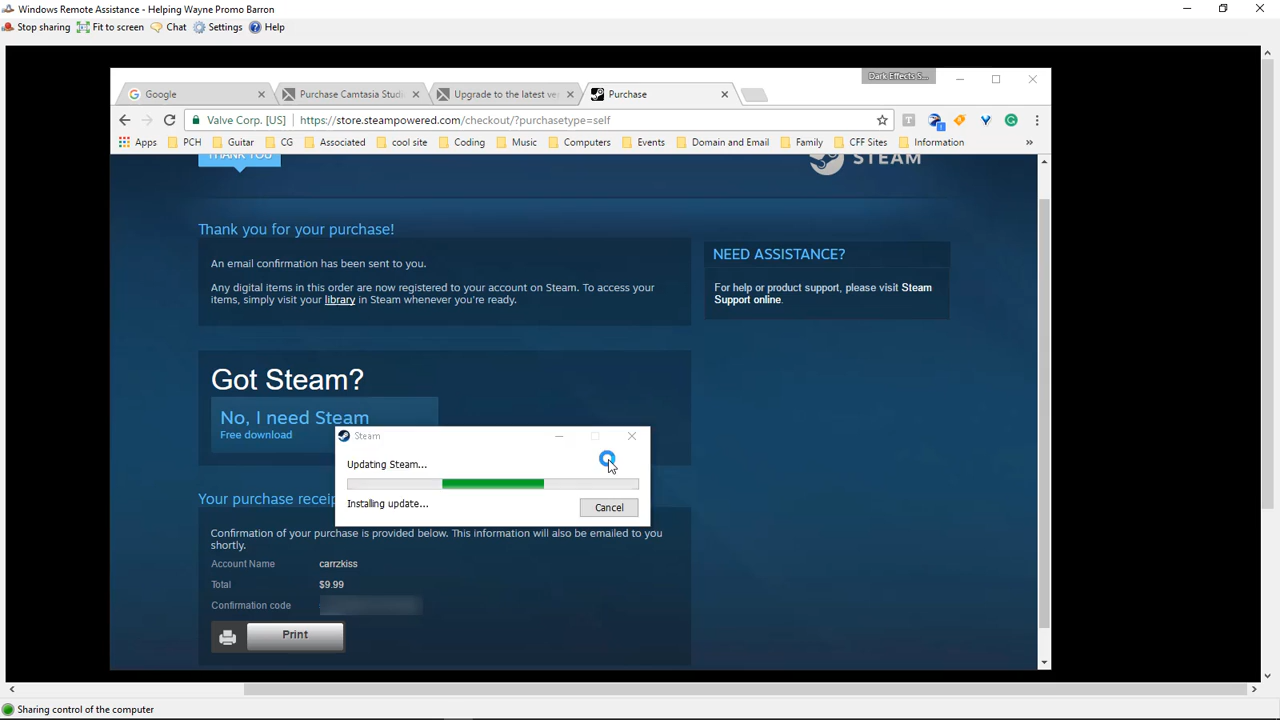 Windows Remote Assistance - Helping Wayne Promo Barron
Stop sharing Fit to screen Chat Settings Help
Dark Effects S...
Google Purchase Camtasia Studi Upgrade to the latest ve Purchase
Valve Corp. [US] https://store.steampowered.com/checkout/?purchasetype=self
Apps PCH Guitar CG Associated cool site Coding Music Computers Events Domain and Email Family CFF Sites Information »
THANK YOU STEAM
Thank you for your purchase!
An email confirmation has been sent to you.
Any digital items in this order are now registered to your account on Steam. To access your
items, simply visit your library in Steam whenever you're ready.
NEED ASSISTANCE?
For help or product support, please visit Steam
Support online.
Got Steam?
No, I need Steam
Free download
Steam
Updating Steam...
Installing update...
Cancel
Your purchase receip
Confirmation of your purchase is provided below. This information will also be emailed to you
shortly.
Account Name carrzkiss
Total $9.99
Confirmation code
Print
Sharing control of the computer